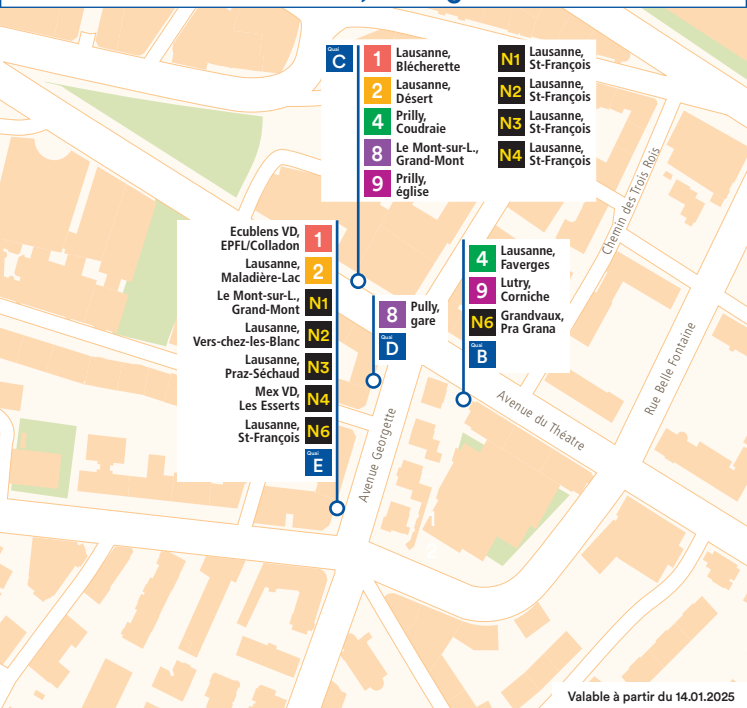 Quai
C
1 Lausanne,
Blécherette
2 Lausanne,
Désert
4 Prilly,
Coudraie
8 Le Mont-sur-L.,
Grand-Mont
9 Prilly,
église
N1 Lausanne,
St-François
N2 Lausanne,
St-François
N3 Lausanne,
St-François
N4 Lausanne,
St-François
Chemin des Trois Rois
Ecublens VD,
EPFL/Colladon 1
Lausanne,
Maladière-Lac 2
Le Mont-sur-L.,
Grand-Mont N1
Lausanne,
Vers-chez-les-Blanc N2
Lausanne,
Praz-Séchaud N3
Mex VD,
Les Esserts N4
Lausanne,
St-François N6
Quai
E
8 Pully,
gare
Quai
D
4 Lausanne,
Faverges
9 Lutry,
Corniche
N6 Grandvaux,
Pra Grana
Quai
B
Rue Belle Fontaine
Avenue du Théatre
Avenue Georgette
1
2
Valable à partir du 14.01.2025